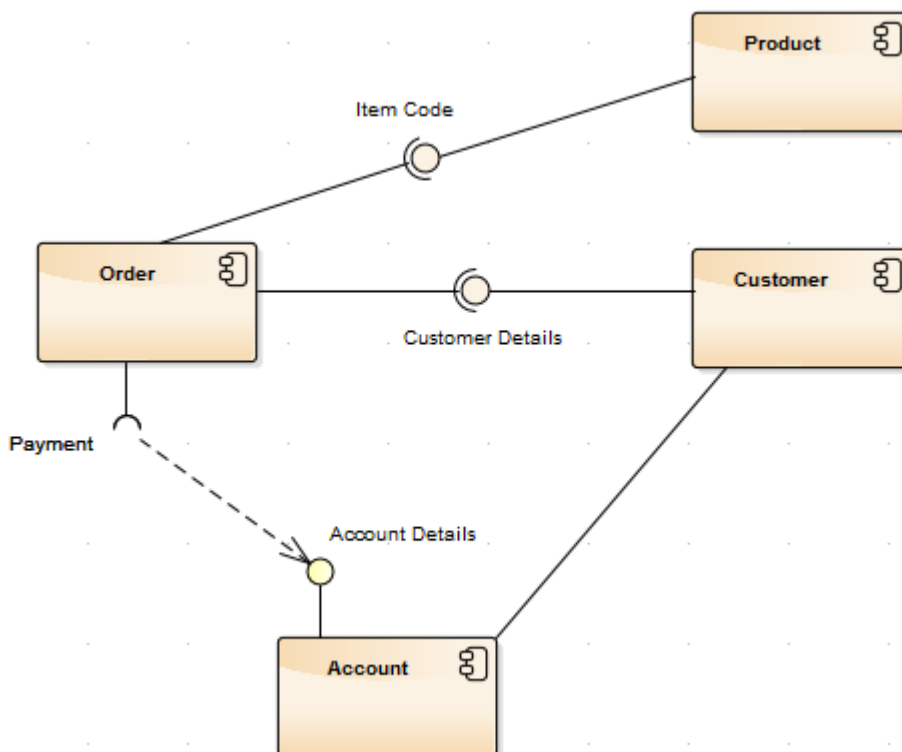 Product
Item Code
Order
Customer
Customer Details
Payment
Account Details
Account